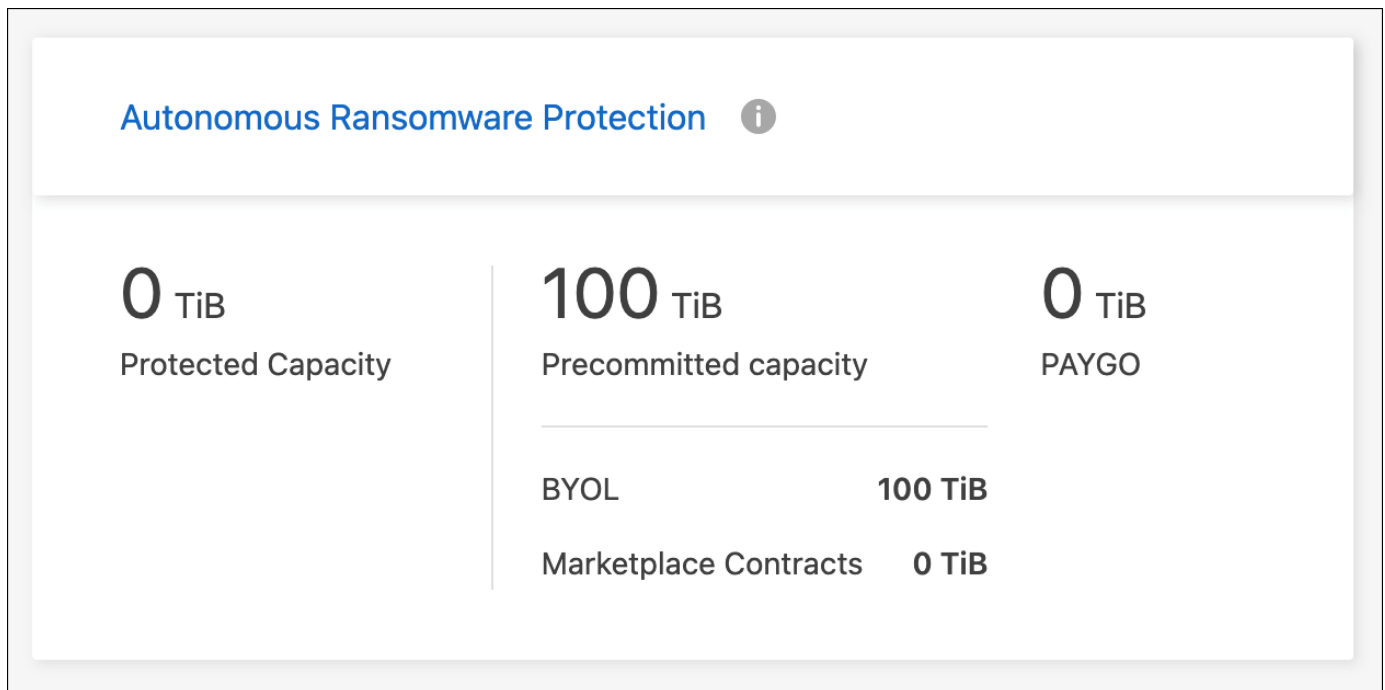 Autonomous Ransomware Protection
0 TiB
Protected Capacity
100 TiB
Precommitted capacity
BYOL 100 TiB
Marketplace Contracts 0 TiB
0 TiB
PAYGO